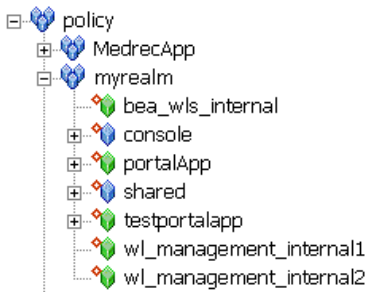 policy
MedrecApp
myrealm
bea_wls_internal
console
portalApp
shared
testportalapp
wl_management_internal1
wl_management_internal2